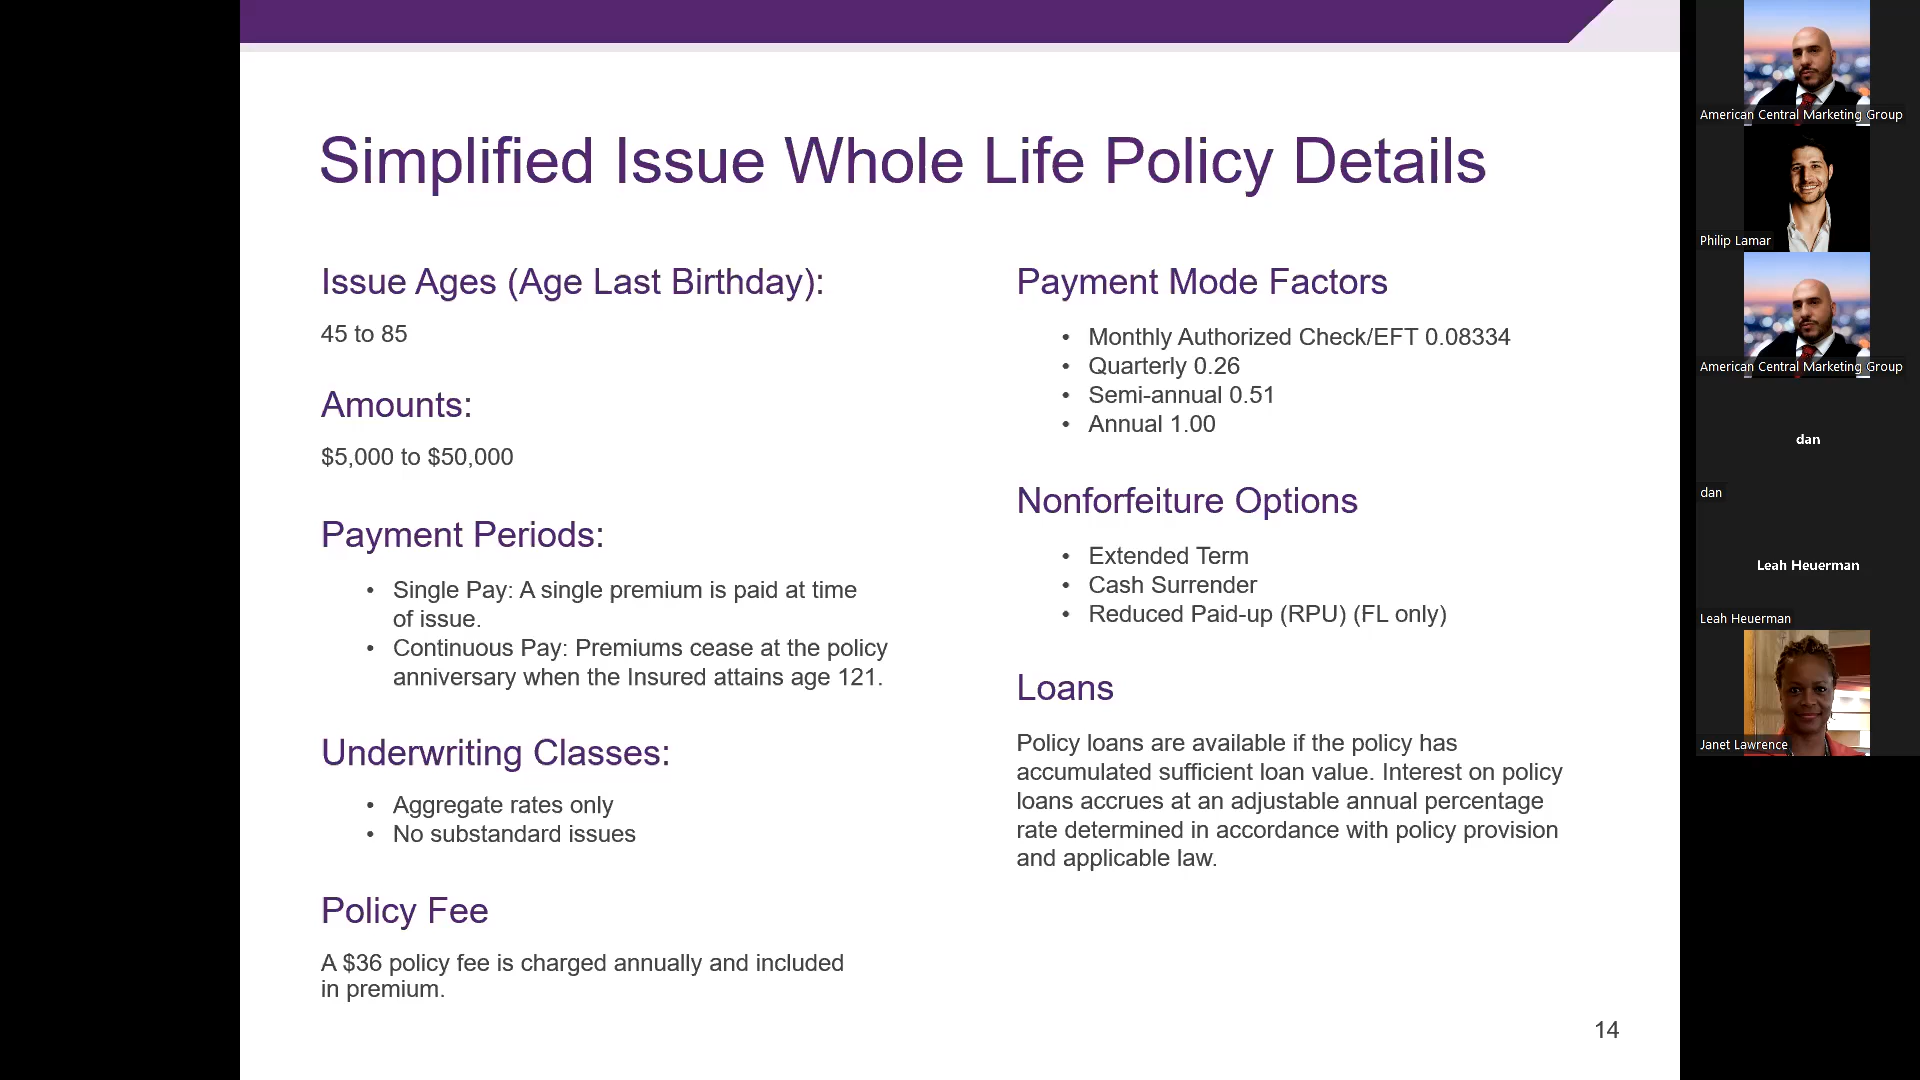 Simplified Issue Whole Life Policy Details
Issue Ages (Age Last Birthday):
45 to 85
Amounts:
$5,000 to $50,000
Payment Periods:
• Single Pay: A single premium is paid at time
of issue.
• Continuous Pay: Premiums cease at the policy
anniversary when the Insured attains age 121.
Underwriting Classes:
• Aggregate rates only
• No substandard issues
Policy Fee
A $36 policy fee is charged annually and included
in premium.
Payment Mode Factors
• Monthly Authorized Check/EFT 0.08334
• Quarterly 0.26
• Semi-annual 0.51
• Annual 1.00
Nonforfeiture Options
• Extended Term
• Cash Surrender
• Reduced Paid-up (RPU) (FL only)
Loans
Policy loans are available if the policy has
accumulated sufficient loan value. Interest on policy
loans accrues at an adjustable annual percentage
rate determined in accordance with policy provision
and applicable law.
14
American Central Marketing Group
Philip Lamar
American Central Marketing Group
dan
dan
Leah Heuerman
Leah Heuerman
Janet Lawrence